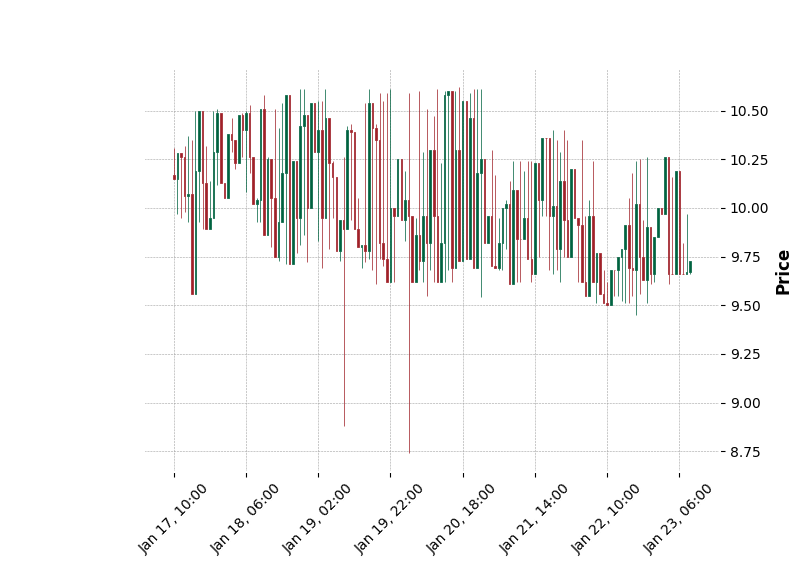 10.50
10.25
10.00
9.75
9.50
9.25
9.00
8.75
Price
Jan 17, 10:00
Jan 18, 06:00
Jan 19, 02:00
Jan 19, 22:00
Jan 20, 18:00
Jan 21, 14:00
Jan 22, 10:00
Jan 23, 06:00